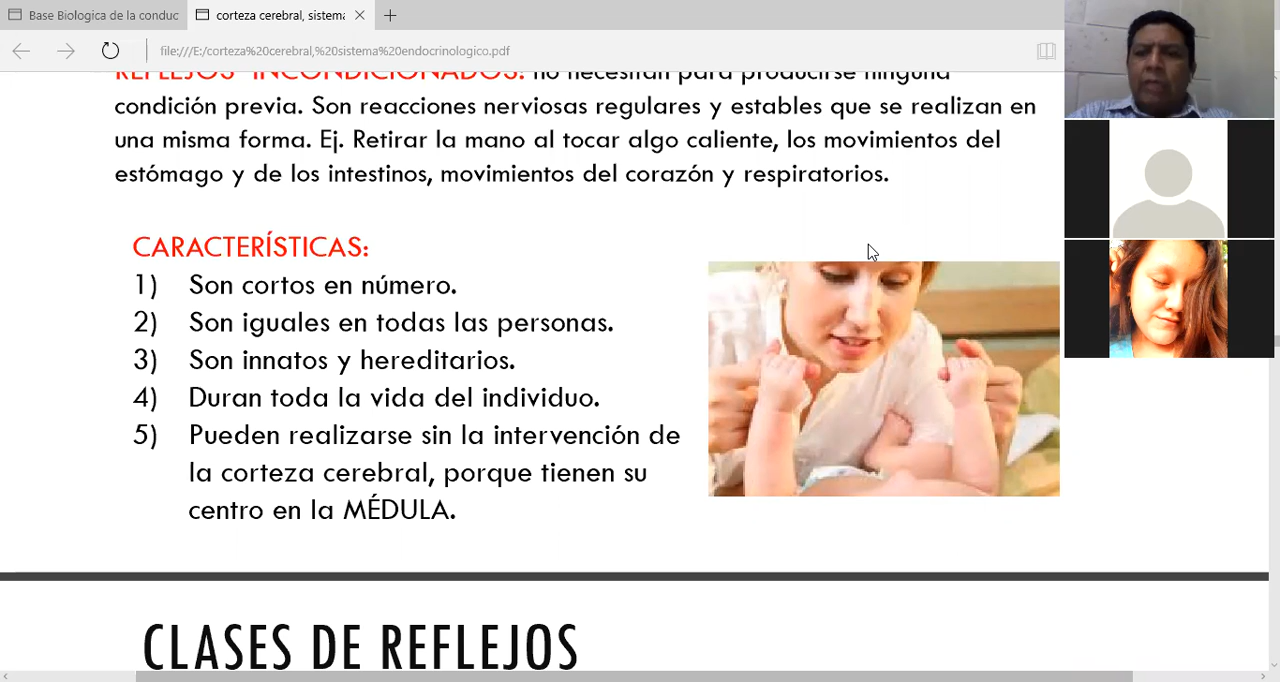 Base Biologica de la conduc
corteza cerebral, sistema
file:///E:/corteza%20cerebral,%20sistema%20endocrinologico.pdf
REFLEJOS INCONDICIONADOS: no necesitan para producirse ninguna
condición previa. Son reacciones nerviosas regulares y estables que se realizan en
una misma forma. Ej. Retirar la mano al tocar algo caliente, los movimientos del
estómago y de los intestinos, movimientos del corazón y respiratorios.
CARACTERÍSTICAS:
1) Son cortos en número.
2) Son iguales en todas las personas.
3) Son innatos y hereditarios.
4) Duran toda la vida del individuo.
5) Pueden realizarse sin la intervención de
la corteza cerebral, porque tienen su
centro en la MÉDULA.
CLASES DE REFLEJOS